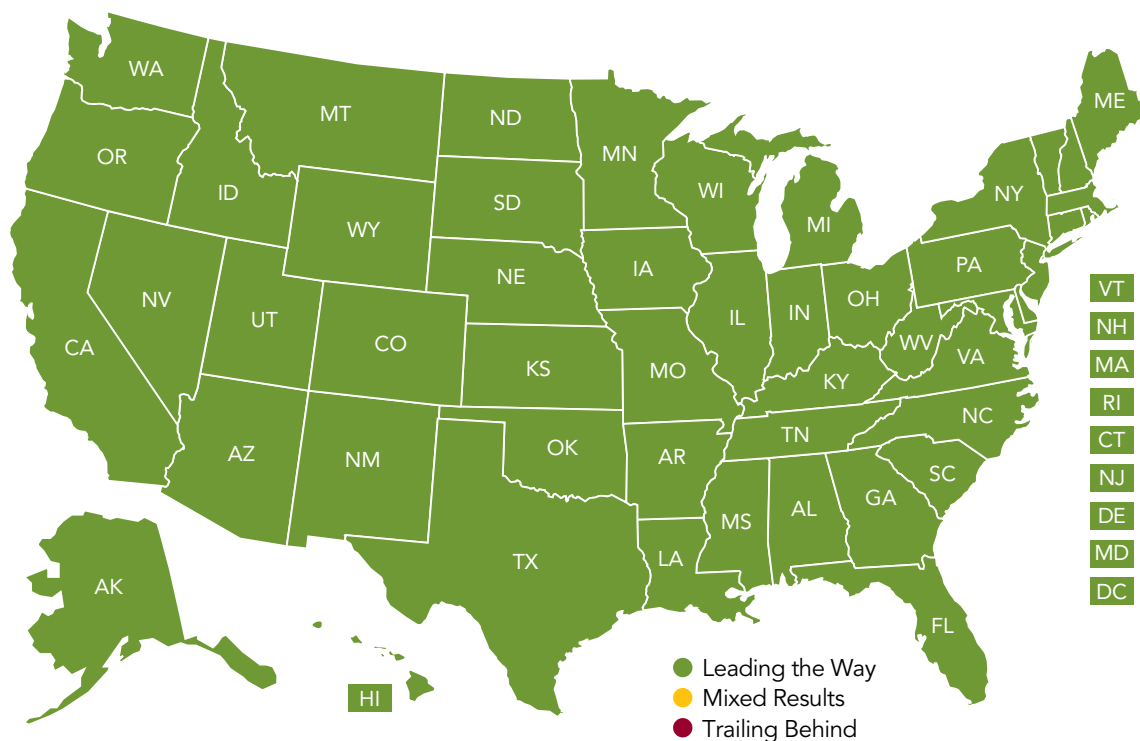 WA
MT
ND
MN
ME
OR
ID
SD
WI
MI
NY
WY
IA
PA
NE
NV
UT
CO
IL
IN
OH
WV
VA
CA
KS
MO
KY
NC
AZ
NM
OK
AR
TN
SC
MS
AL
GA
TX
LA
FL
AK
HI
VT
NH
MA
RI
CT
NJ
DE
MD
DC
Leading the Way
Mixed Results
Trailing Behind